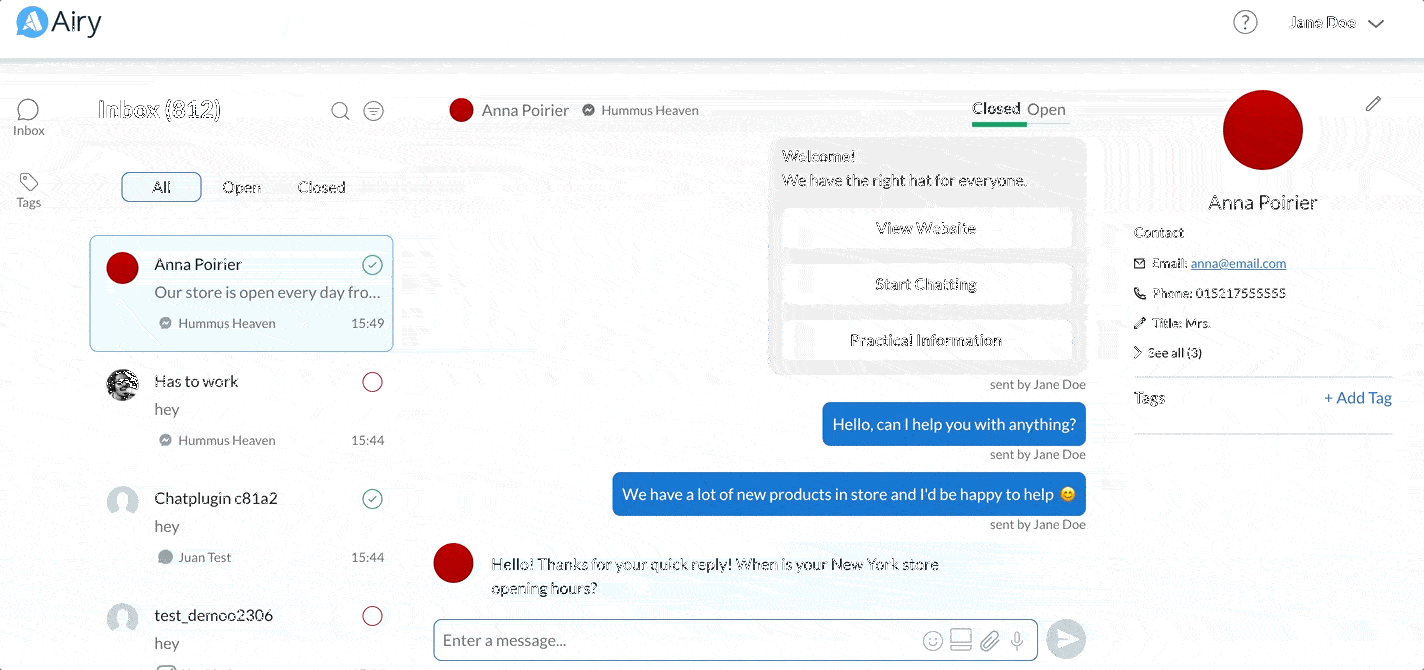 Airy
Jane Doe
Inbox
Tags
Inbox (812)
All
Open
Closed
Anna Poirier
Our store is open every day fro...
Hummus Heaven
15:49
Has to work
hey
Hummus Heaven
15:44
Chatplugin c81a2
hey
Juan Test
15:44
test_demoo2306
hey
Anna Poirier
Hummus Heaven
Closed
Open
Welcome!
We have the right hat for everyone.
View Website
Start Chatting
Practical Information
sent by Jane Doe
Hello, can I help you with anything?
sent by Jane Doe
We have a lot of new products in store and I'd be happy to help 😊
sent by Jane Doe
Hello! Thanks for your quick reply! When is your New York store
opening hours?
Enter a message...
Anna Poirier
Contact
Email: anna@email.com
Phone: 015217555555
Title: Mrs.
See all (3)
Tags
+ Add Tag